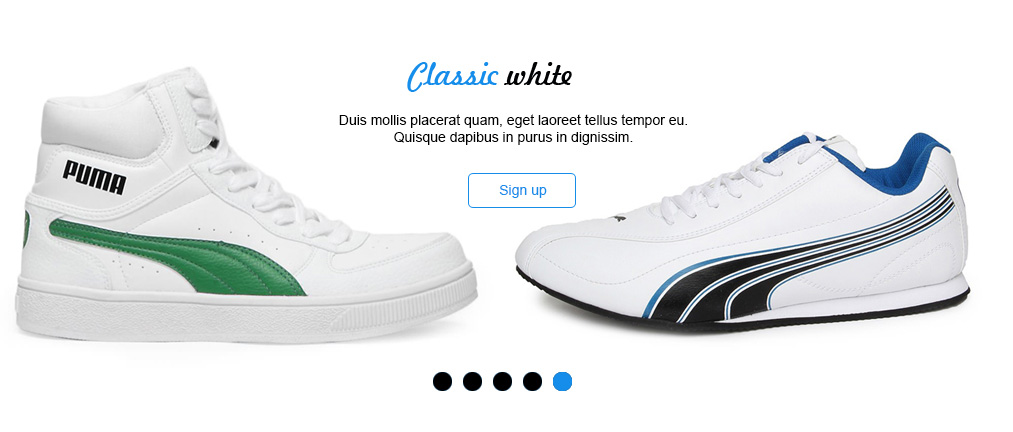 Classic white
Duis mollis placerat quam, eget laoreet tellus tempor eu.
Quisque dapibus in purus in dignissim.
PUMA
Sign up